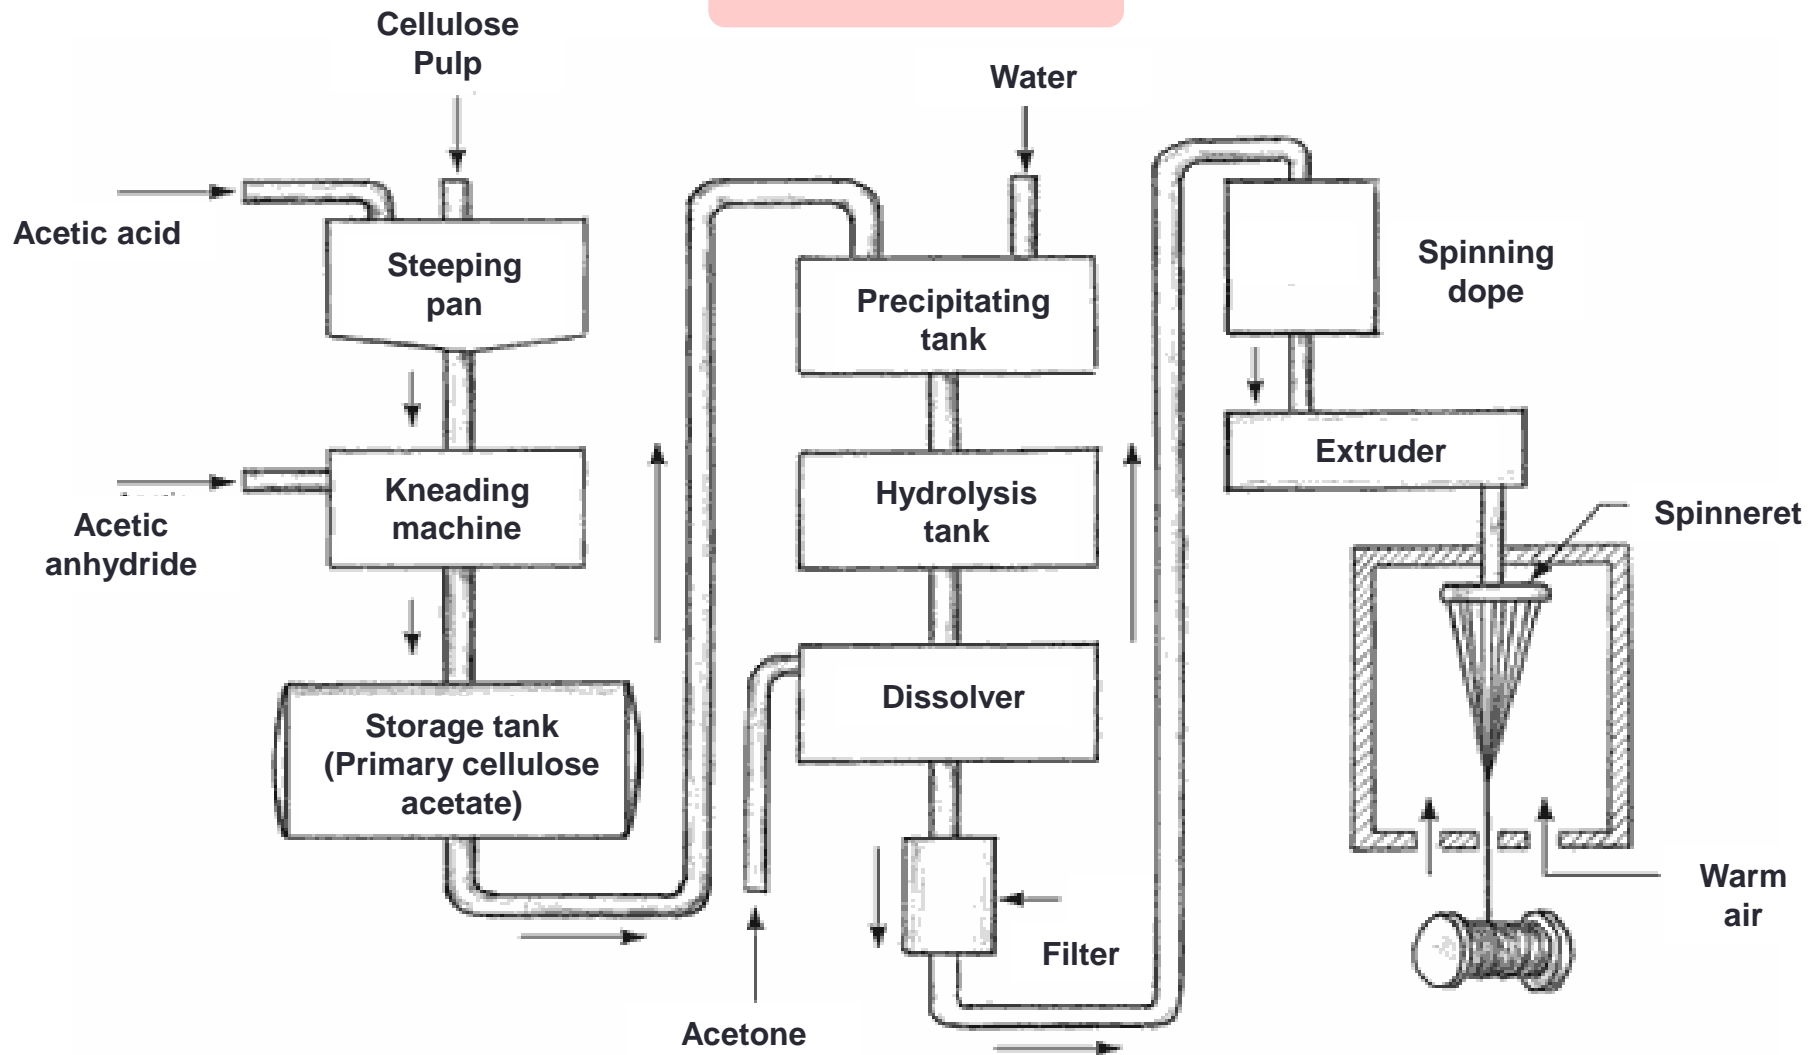 Cellulose
Pulp
Water
Acetic acid
Steeping
pan
Precipitating
tank
Spinning
dope
Kneading
machine
Acetic
anhydride
Hydrolysis
tank
Extruder
Spinneret
Storage tank
(Primary cellulose
acetate)
Dissolver
Warm
air
Filter
Acetone